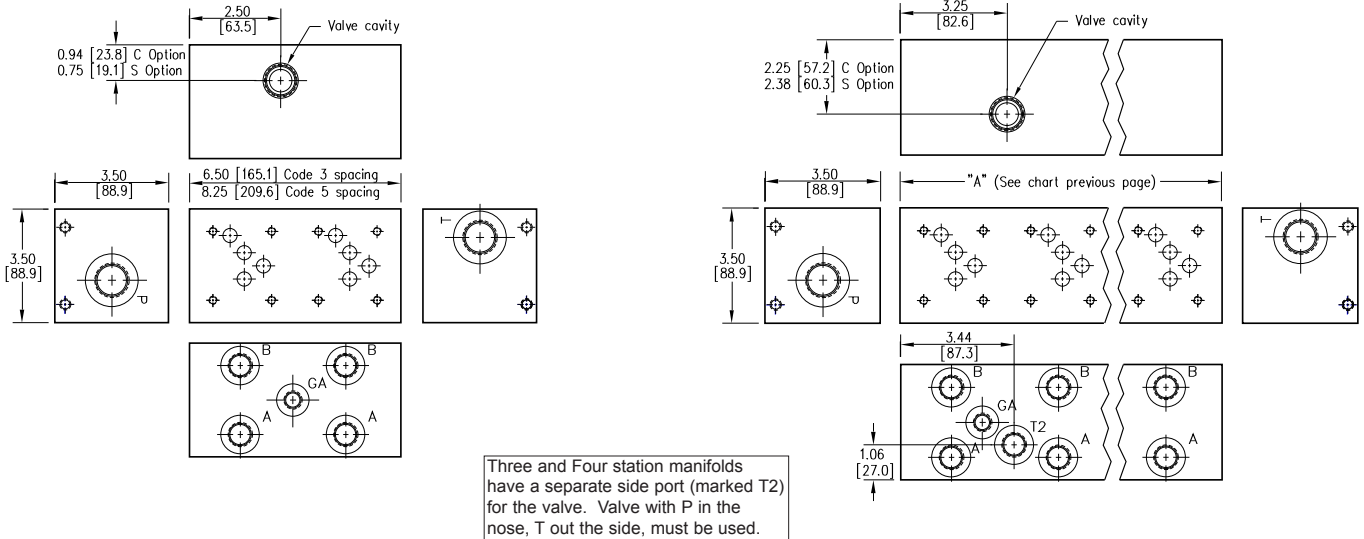 2.50
[63.5]
Valve cavity
0.94 [23.8] C Option
0.75 [19.1] S Option
3.50
[88.9]
6.50 [165.1] Code 3 spacing
8.25 [209.6] Code 5 spacing
3.50
[88.9]
P
T
B
B
GA
A
A
3.25
[82.6]
Valve cavity
2.25 [57.2] C Option
2.38 [60.3] S Option
3.50
[88.9]
"A" (See chart previous page)
3.50
[88.9]
P
T
3.44
[87.3]
B
B
B
GA
T2
A
A
A
1.06
[27.0]
Three and Four station manifolds
have a separate side port (marked T2)
for the valve. Valve with P in the
nose, T out the side, must be used.